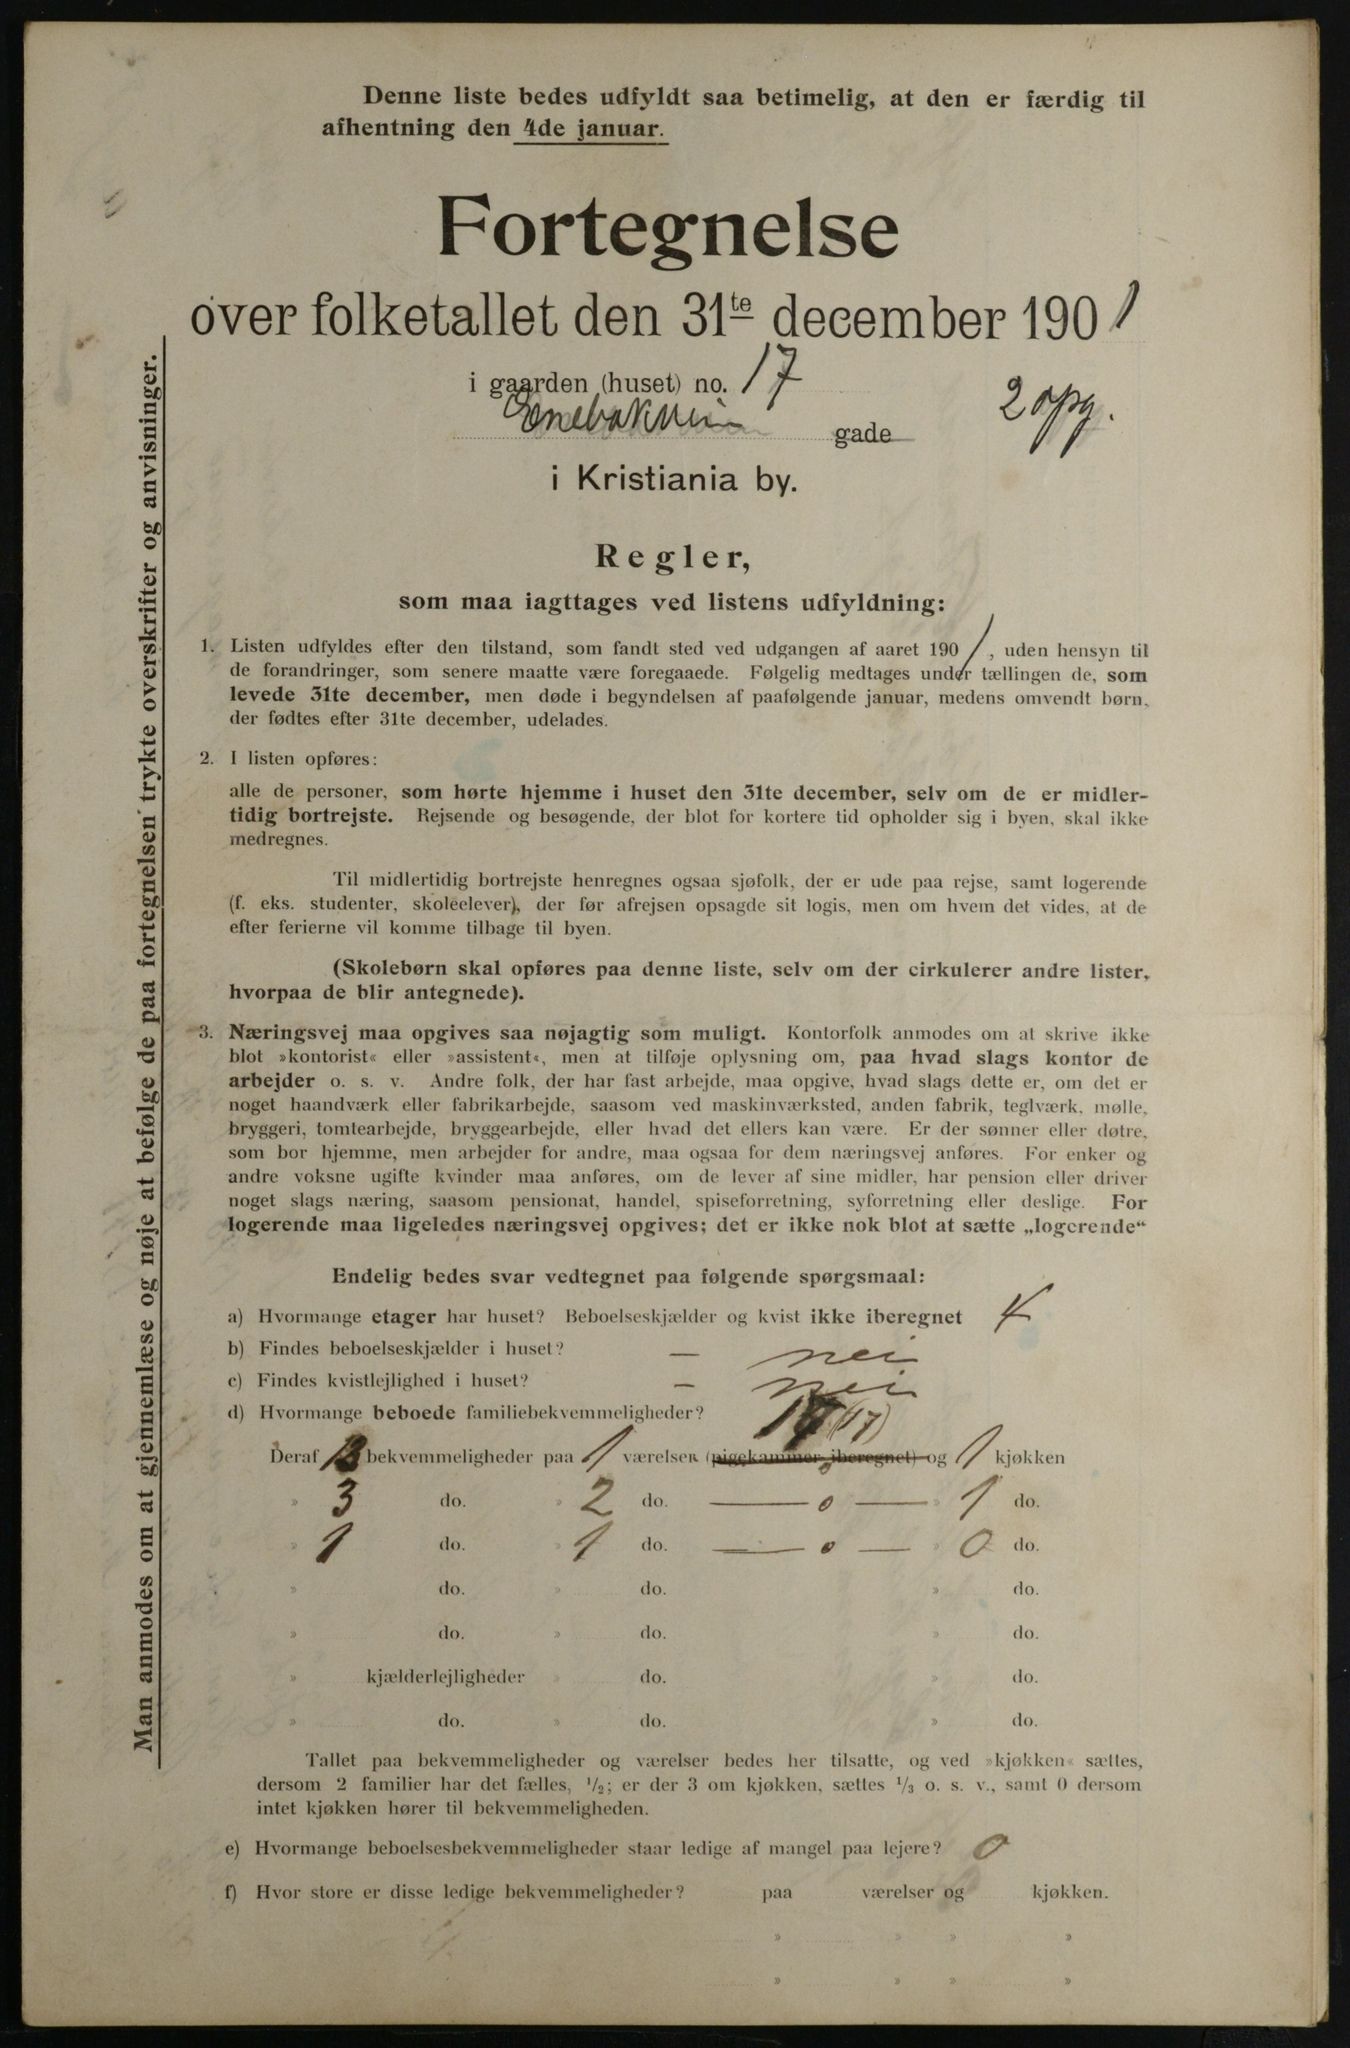 Denne liste bedes udfyldt saa betimelig, at den er færdig til
afhentning den 4de januar.
Fortegnelse
over folketallet den 31te december 1901
i gaarden (huset) no. 17
gade
2 opg.
i Kristiania by.
Regler,
som maa iagttages ved listens udfyldning:
1. Listen udfyldes efter den tilstand, som fandt sted ved udgangen af aaret 1901, uden hensyn til
de forandringer, som senere maatte være foregaaede. Følgelig medtages under tællingen de, som
levede 31te december, men døde i begyndelsen af paafølgende januar, medens omvendt børn,
der fødtes efter 31te december, udelades.
2. I listen opføres:
alle de personer, som hørte hjemme i huset den 31te december, selv om de er midler-
tidig bortrejste. Rejsende og besøgende, der blot for kortere tid opholder sig i byen, skal ikke
medregnes.
Til midlertidig bortrejste henregnes ogsaa sjøfolk, der er ude paa rejse, samt logerende
(f. eks. studenter, skoleelever), der før afrejsen opsagde sit logis, men om hvem det vides, at de
efter ferierne vil komme tilbage til byen.
(Skolebørn skal opføres paa denne liste, selv om der cirkulerer andre lister,
hvorpaa de blir antegnede).
3. Næringsvej maa opgives saa nøjagtig som muligt. Kontorfolk anmodes om at skrive ikke
blot »kontorist« eller »assistent«, men at tilføje oplysning om, paa hvad slags kontor de
arbejder o. s. v. Andre folk, der har fast arbejde, maa opgive, hvad slags dette er, om det er
noget haandværk eller fabrikarbejde, saasom ved maskinværksted, anden fabrik, teglværk, mølle,
bryggeri, tomtearbejde, bryggearbejde, eller hvad det ellers kan være. Er der sønner eller døtre,
som bor hjemme, men arbejder for andre, maa ogsaa for dem næringsvej anføres. For enker og
andre voksne ugifte kvinder maa anføres, om de lever af sine midler, har pension eller driver
noget slags næring, saasom pensionat, handel, spiseforretning, syforretning eller deslige. For
logerende maa ligeledes næringsvej opgives; det er ikke nok blot at sætte „logerende“
Endelig bedes svar vedtegnet paa følgende spørgsmaal:
a) Hvormange etager har huset? Beboelseskjælder og kvist ikke iberegnet 4
b) Findes beboelseskjælder i huset? — nei
c) Findes kvistlejlighed i huset? — nei
d) Hvormange beboede familiebekvemmeligheder? (17)
Deraf 13 bekvemmeligheder paa 1 værelser (pigekammer iberegnet) og 1 kjøkken
» 3 do. » 2 do. — o — » 1 do.
» 1 do. » 1 do. — o — » 0 do.
» do. » do. » do.
» do. » do. » do.
» kjælderlejligheder » do. » do.
» do. » do. » do.
Tallet paa bekvemmeligheder og værelser bedes her tilsatte, og ved »kjøkken« sættes,
dersom 2 familier har det fælles, 1/2; er der 3 om kjøkken, sættes 1/3 o. s. v., samt 0 dersom
intet kjøkken hører til bekvemmeligheden.
e) Hvormange beboelsesbekvemmeligheder staar ledige af mangel paa lejere? 0
f) Hvor store er disse ledige bekvemmeligheder? paa værelser og kjøkken.
» » » »
» » » »
Man anmodes om at gjennemlæse og nøje at befølge de paa fortegnelsen trykte overskrifter og anvisninger.